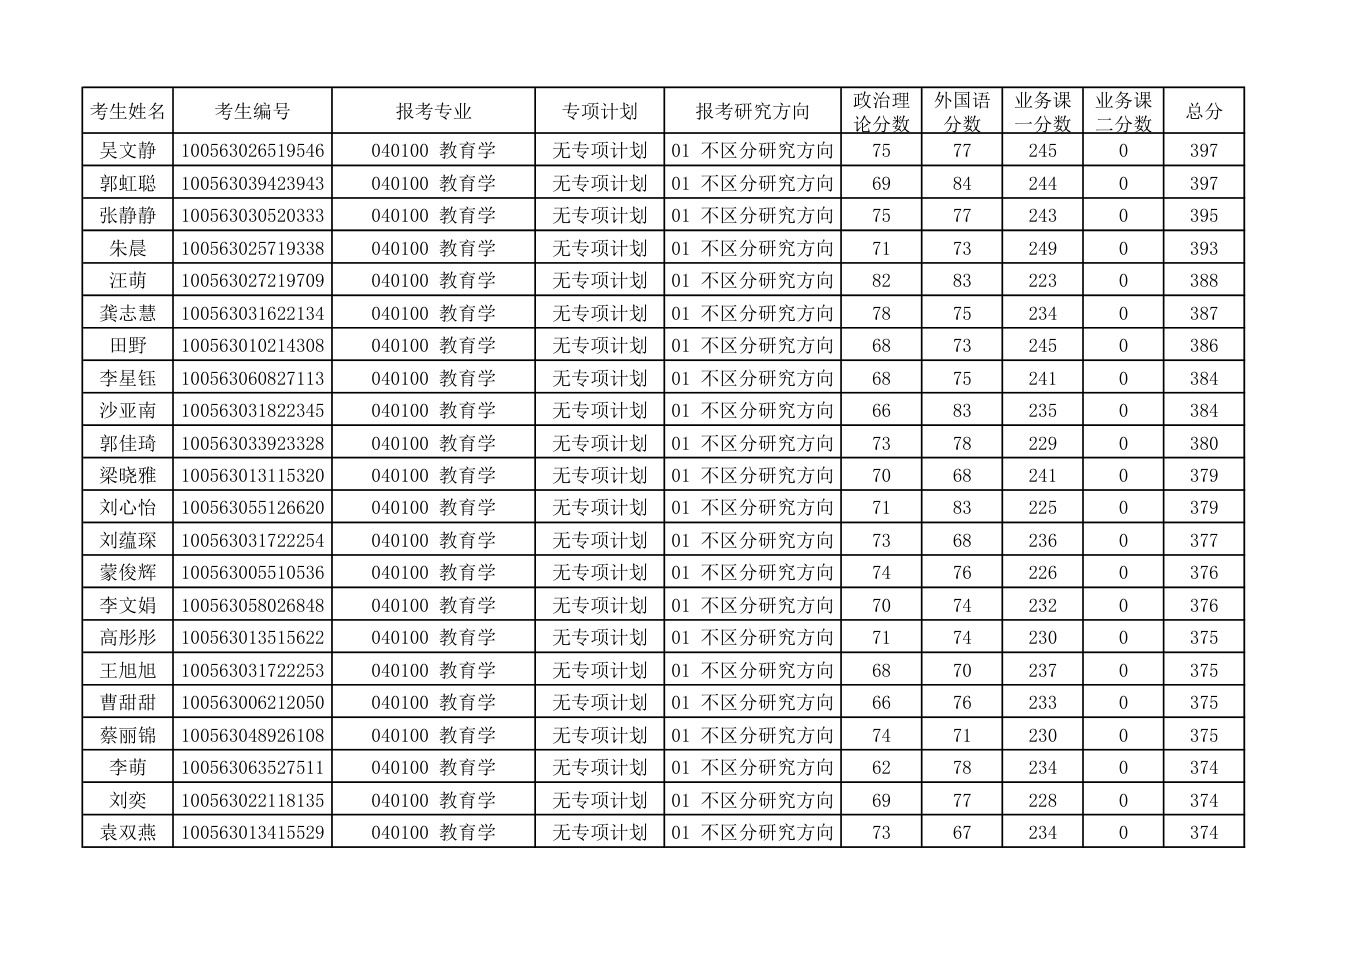 考生姓名 考生编号 报考专业 专项计划 报考研究方向 政治理论分数 外国语分数 业务课一分数 业务课二分数 总分
吴文静 100563026519546 040100 教育学 无专项计划 01 不区分研究方向 75 77 245 0 397
郭虹聪 100563039423943 040100 教育学 无专项计划 01 不区分研究方向 69 84 244 0 397
张静静 100563030520333 040100 教育学 无专项计划 01 不区分研究方向 75 77 243 0 395
朱晨 100563025719338 040100 教育学 无专项计划 01 不区分研究方向 71 73 249 0 393
汪萌 100563027219709 040100 教育学 无专项计划 01 不区分研究方向 82 83 223 0 388
龚志慧 100563031622134 040100 教育学 无专项计划 01 不区分研究方向 78 75 234 0 387
田野 100563010214308 040100 教育学 无专项计划 01 不区分研究方向 68 73 245 0 386
李星钰 100563060827113 040100 教育学 无专项计划 01 不区分研究方向 68 75 241 0 384
沙亚南 100563031822345 040100 教育学 无专项计划 01 不区分研究方向 66 83 235 0 384
郭佳琦 100563033923328 040100 教育学 无专项计划 01 不区分研究方向 73 78 229 0 380
梁晓雅 100563013115320 040100 教育学 无专项计划 01 不区分研究方向 70 68 241 0 379
刘心怡 100563055126620 040100 教育学 无专项计划 01 不区分研究方向 71 83 225 0 379
刘蕴琛 100563031722254 040100 教育学 无专项计划 01 不区分研究方向 73 68 236 0 377
蒙俊辉 100563005510536 040100 教育学 无专项计划 01 不区分研究方向 74 76 226 0 376
李文娟 100563058026848 040100 教育学 无专项计划 01 不区分研究方向 70 74 232 0 376
高彤彤 100563013515622 040100 教育学 无专项计划 01 不区分研究方向 71 74 230 0 375
王旭旭 100563031722253 040100 教育学 无专项计划 01 不区分研究方向 68 70 237 0 375
曹甜甜 100563006212050 040100 教育学 无专项计划 01 不区分研究方向 66 76 233 0 375
蔡丽锦 100563048926108 040100 教育学 无专项计划 01 不区分研究方向 74 71 230 0 375
李萌 100563063527511 040100 教育学 无专项计划 01 不区分研究方向 62 78 234 0 374
刘奕 100563022118135 040100 教育学 无专项计划 01 不区分研究方向 69 77 228 0 374
袁双燕 100563013415529 040100 教育学 无专项计划 01 不区分研究方向 73 67 234 0 374